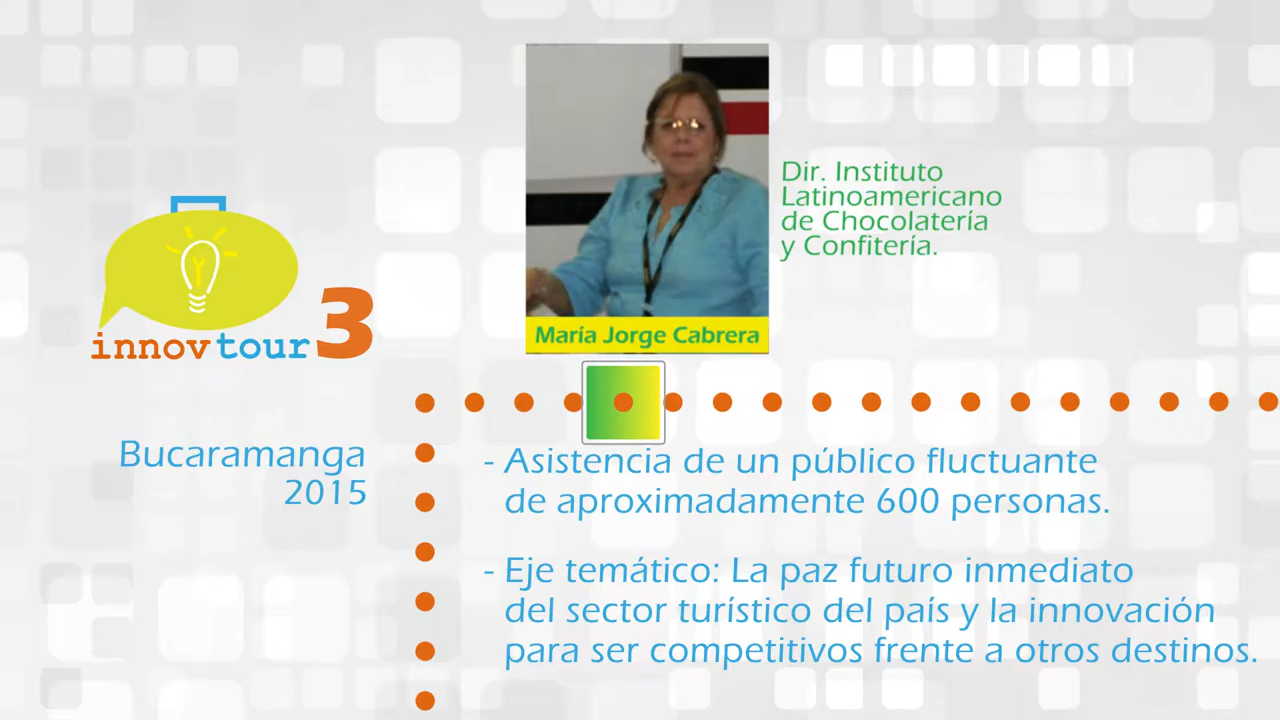 María Jorge Cabrera
Dir. Instituto
Latinoamericano
de Chocolatería
y Confitería.
innovtour3
Bucaramanga
2015
- Asistencia de un público fluctuante
de aproximadamente 600 personas.
- Eje temático: La paz futuro inmediato
del sector turístico del país y la innovación
para ser competitivos frente a otros destinos.